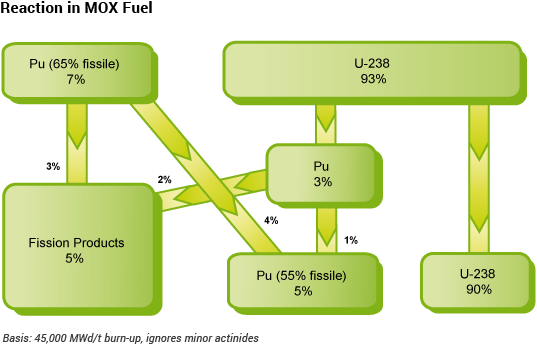 Reaction in MOX Fuel
Pu (65% fissile)
7%
U-238
93%
3%
2%
Pu
3%
4%
1%
Fission Products
5%
Pu (55% fissile)
5%
U-238
90%
Basis: 45,000 MWd/t burn-up, ignores minor actinides